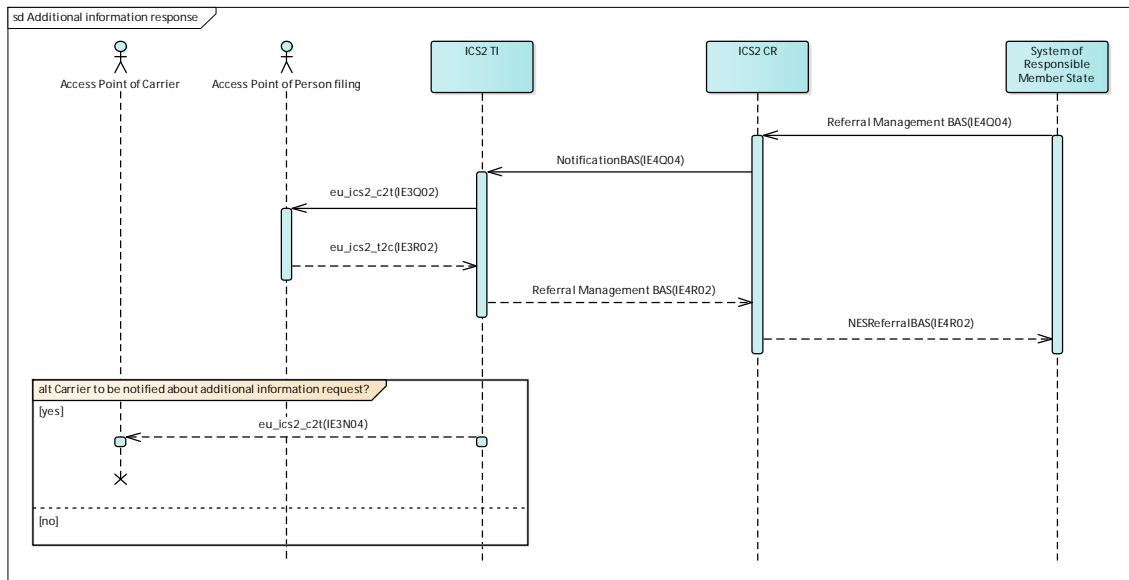 sd Additional information response
Access Point of Carrier
Access Point of Person filing
ICS2 TI
ICS2 CR
System of
Responsible
Member State
Referral Management BAS(IE4Q04)
NotificationBAS(IE4Q04)
eu_ics2_c2t(IE3Q02)
eu_ics2_t2c(IE3R02)
Referral Management BAS(IE4R02)
NESReferralBAS(IE4R02)
alt Carrier to be notified about additional information request?
[yes]
eu_ics2_c2t(IE3N04)
[no]